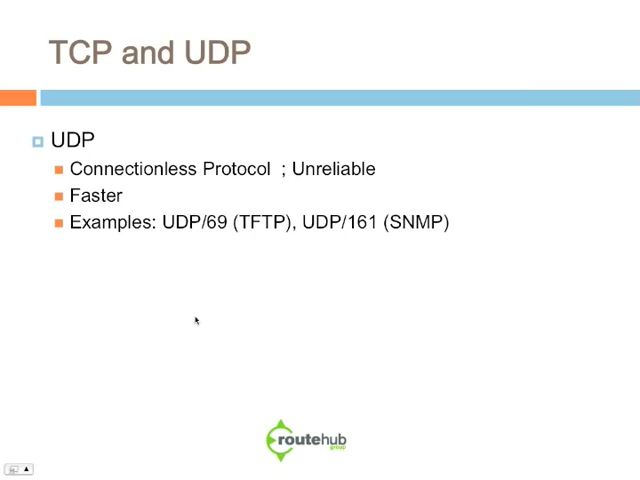 TCP and UDP
UDP
Connectionless Protocol ; Unreliable
Faster
Examples: UDP/69 (TFTP), UDP/161 (SNMP)
routehub
group